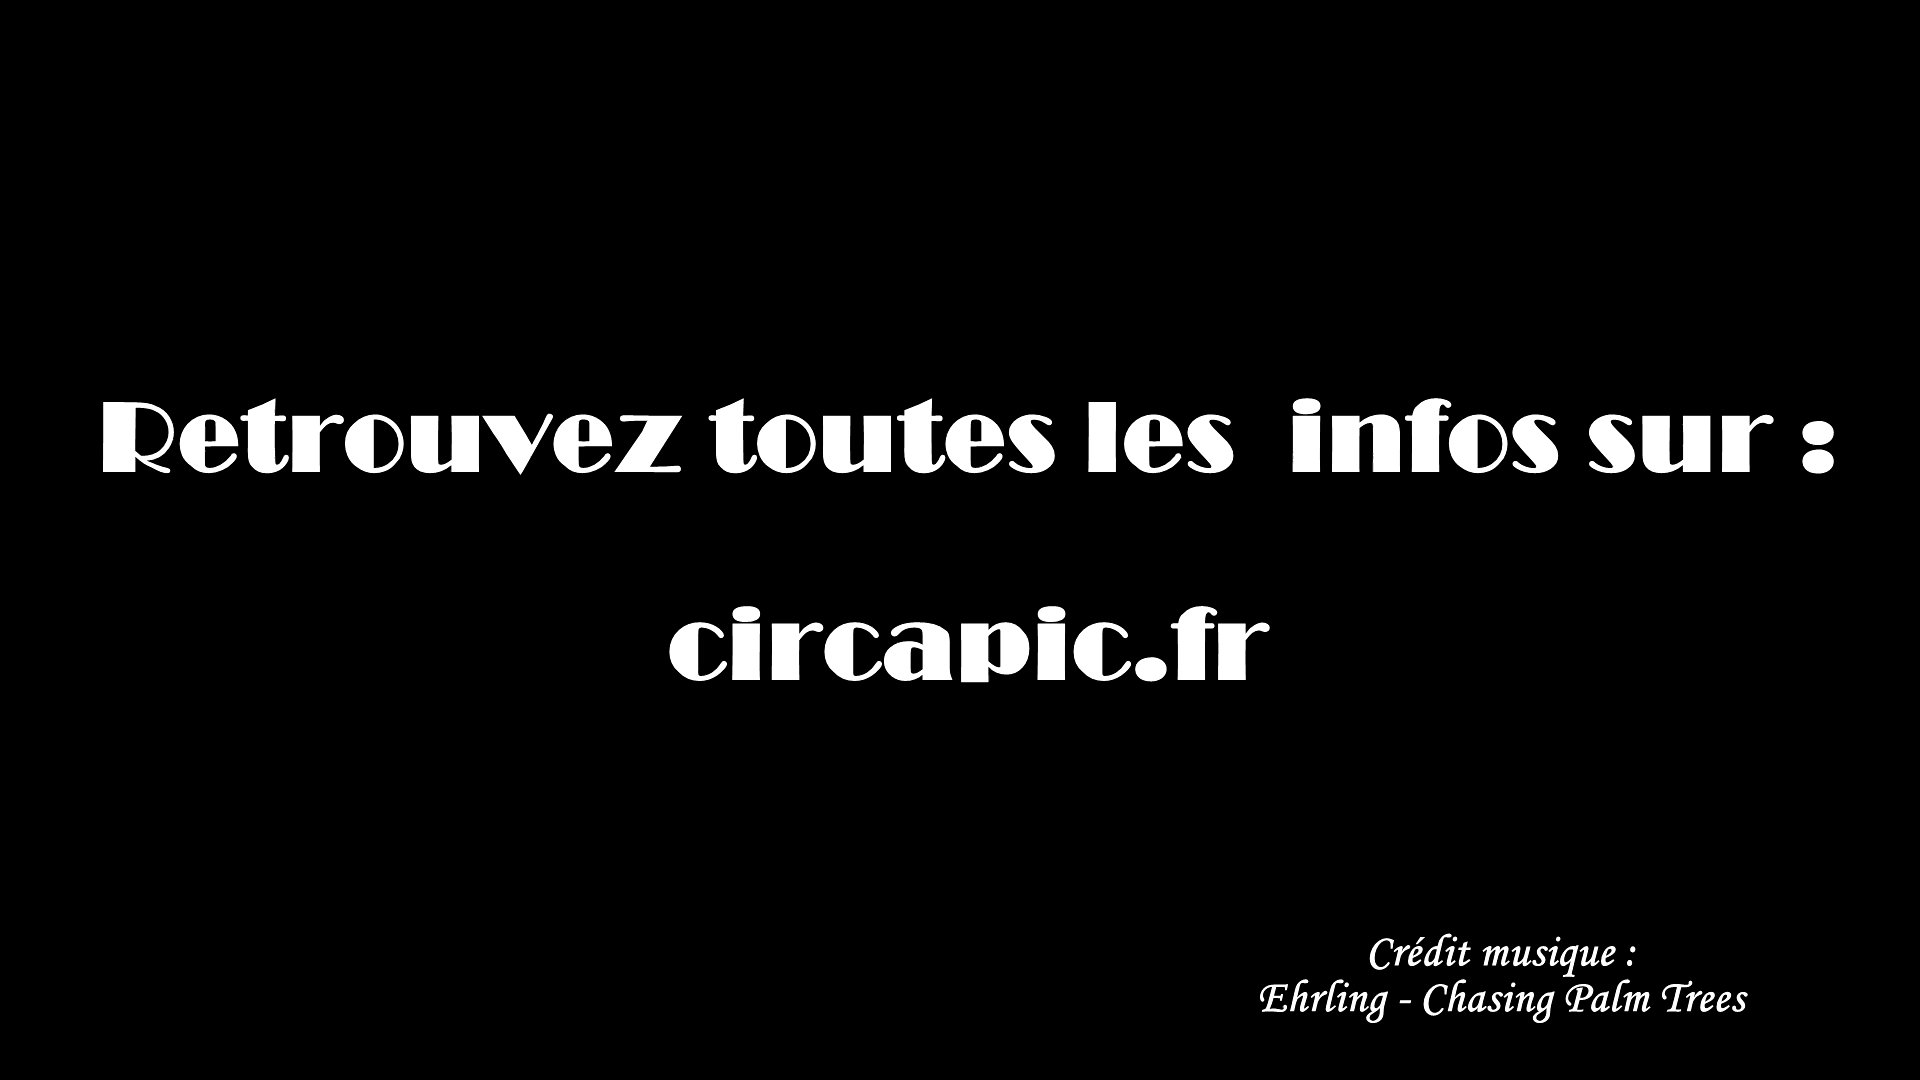 Retrouvez toutes les  infos sur :
circapic.fr
Crédit musique :
Ehrling - Chasing Palm Trees